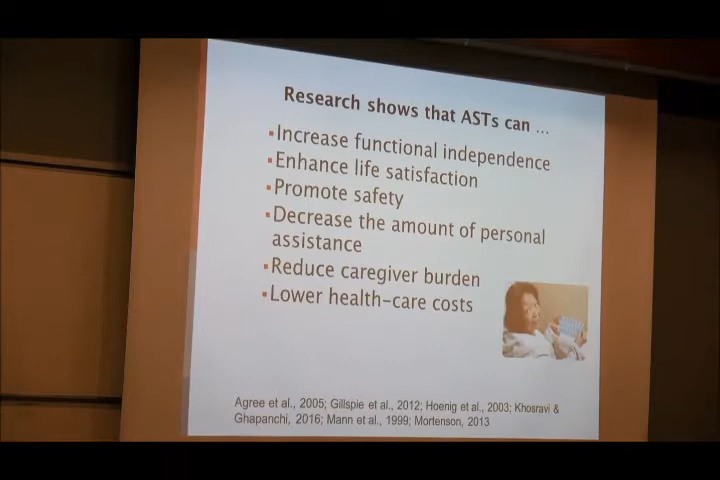 Research shows that ASTs can ...
▪Increase functional independence
▪Enhance life satisfaction
▪Promote safety
▪Decrease the amount of personal
assistance
▪Reduce caregiver burden
▪Lower health-care costs
Agree et al., 2005; Gillspie et al., 2012; Hoenig et al., 2003; Khosravi &
Ghapanchi, 2016; Mann et al., 1999; Mortenson, 2013